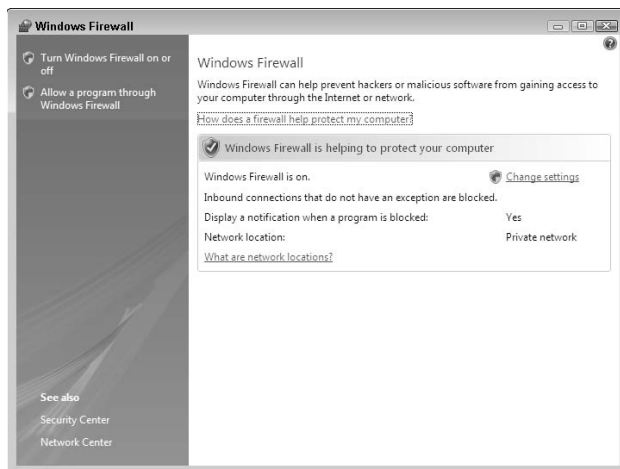 Windows Firewall
Turn Windows Firewall on or
off
Allow a program through
Windows Firewall
Windows Firewall
Windows Firewall can help prevent hackers or malicious software from gaining access to
your computer through the Internet or network.
How does a firewall help protect my computer?
Windows Firewall is helping to protect your computer
Windows Firewall is on.
Change settings
Inbound connections that do not have an exception are blocked.
Display a notification when a program is blocked: Yes
Network location: Private network
What are network locations?
See also
Security Center
Network Center